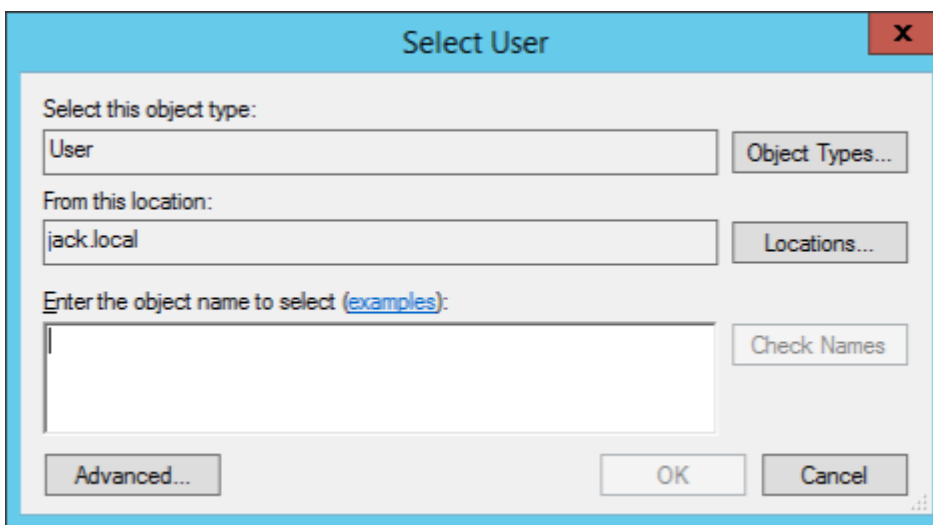 Select User
x
Select this object type:
User
Object Types...
From this location:
jack.local
Locations...
Enter the object name to select (examples):
Check Names
Advanced...
OK
Cancel